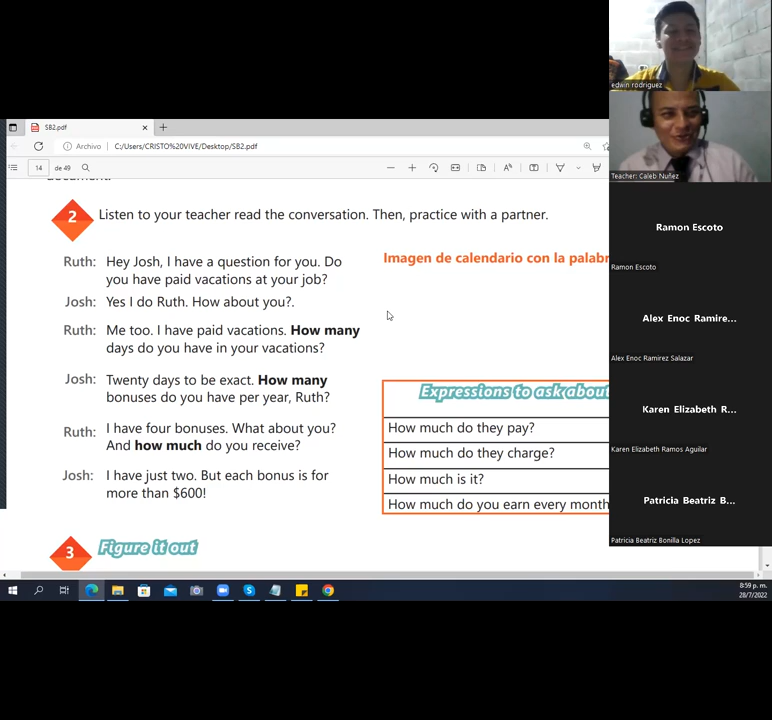 edwin rodriguez
SB2.pdf
Archivo
C:/Users/CRISTO%20VIVE/Desktop/SB2.pdf
14
de 49
Teacher: Caleb Nuñez
2
Listen to your teacher read the conversation. Then, practice with a partner.
Ruth: Hey Josh, I have a question for you. Do
you have paid vacations at your job?
Josh: Yes I do Ruth. How about you?.
Ruth: Me too. I have paid vacations. How many
days do you have in your vacations?
Josh: Twenty days to be exact. How many
bonuses do you have per year, Ruth?
Ruth: I have four bonuses. What about you?
And how much do you receive?
Josh: I have just two. But each bonus is for
more than $600!
Imagen de calendario con la palabr
Expressions to ask about
How much do they pay?
How much do they charge?
How much is it?
How much do you earn every month
3
Figure it out
Ramon Escoto
Ramon Escoto
Alex Enoc Ramire...
Alex Enoc Ramirez Salazar
Karen Elizabeth R...
Karen Elizabeth Ramos Aguilar
Patricia Beatriz B...
Patricia Beatriz Bonilla Lopez
8:59 p. m.
28/7/2022